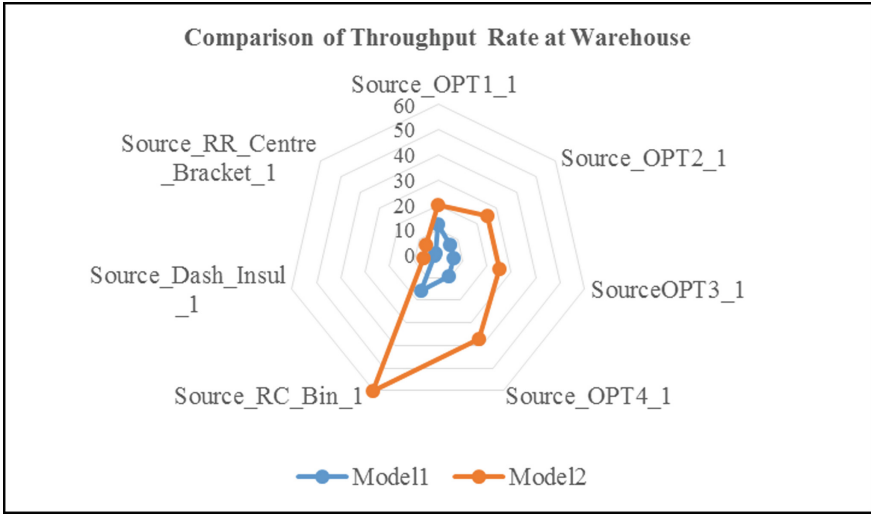 Comparison of Throughput Rate at Warehouse
Source_OPT1_1
60
50
40
30
20
10
0
Source_OPT2_1
SourceOPT3_1
Source_OPT4_1
Source_RC_Bin_1
Source_Dash_Insul
_1
Source_RR_Centre
_Bracket_1
Model1
Model2